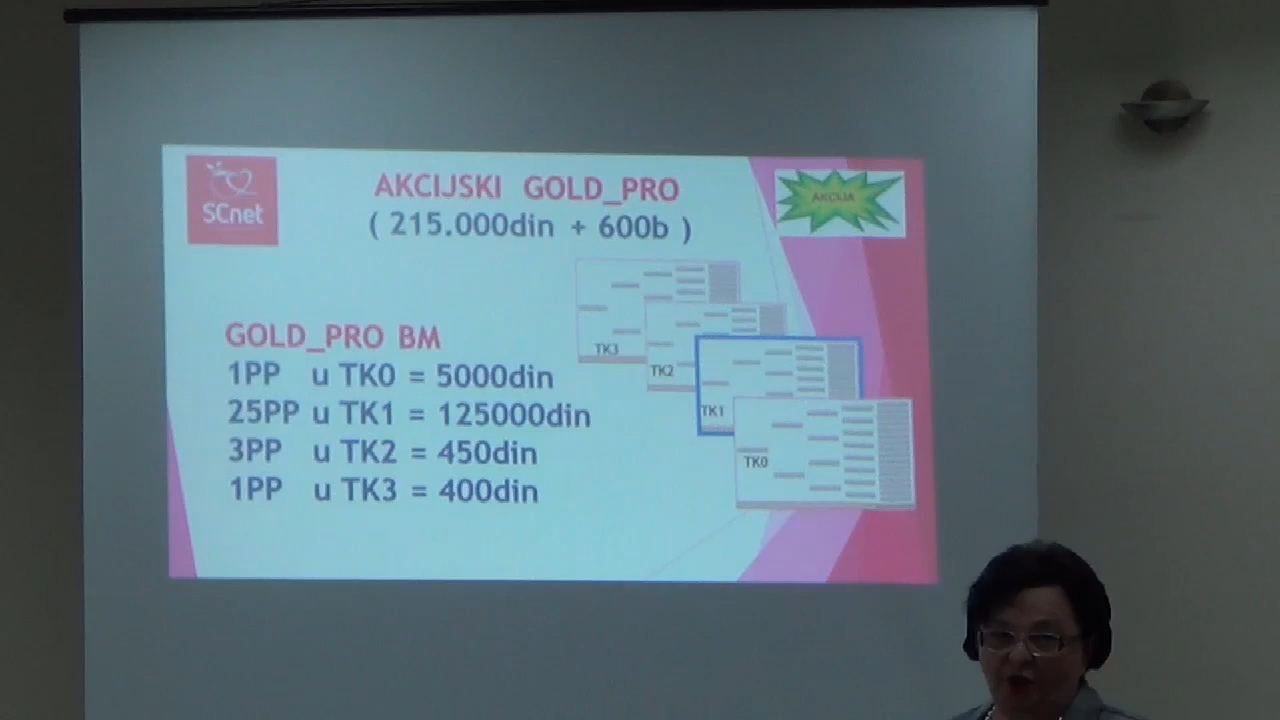 SCnet
AKCIJSKI GOLD_PRO
( 215.000din + 600b )
AKCIJA
GOLD_PRO BM
1PP u TK0 = 5000din
25PP u TK1 = 125000din
3PP u TK2 = 450din
1PP u TK3 = 400din
TK3
TK2
TK1
TK0